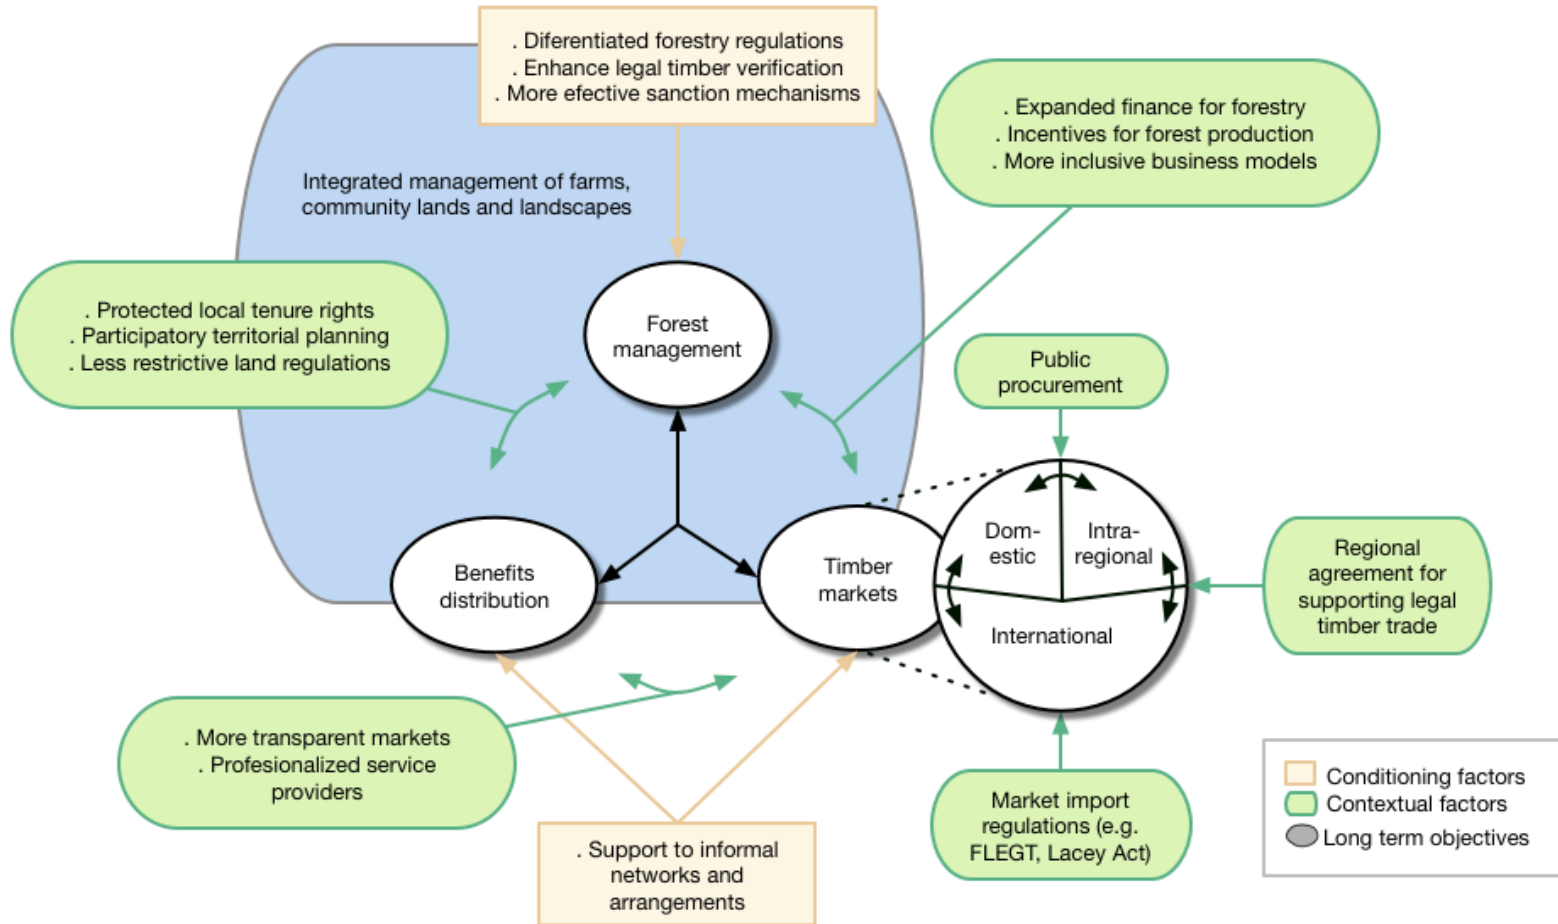 . Diferentiated forestry regulations
. Enhance legal timber verification
. More efective sanction mechanisms
. Expanded finance for forestry
. Incentives for forest production
. More inclusive business models
Integrated management of farms,
community lands and landscapes
. Protected local tenure rights
. Participatory territorial planning
. Less restrictive land regulations
Forest
management
Public
procurement
Benefits
distribution
Timber
markets
Dom-
estic
Intra-
regional
International
Regional
agreement for
supporting legal
timber trade
. More transparent markets
. Profesionalized service
providers
. Support to informal
networks and
arrangements
Market import
regulations (e.g.
FLEGT, Lacey Act)
Conditioning factors
Contextual factors
Long term objectives